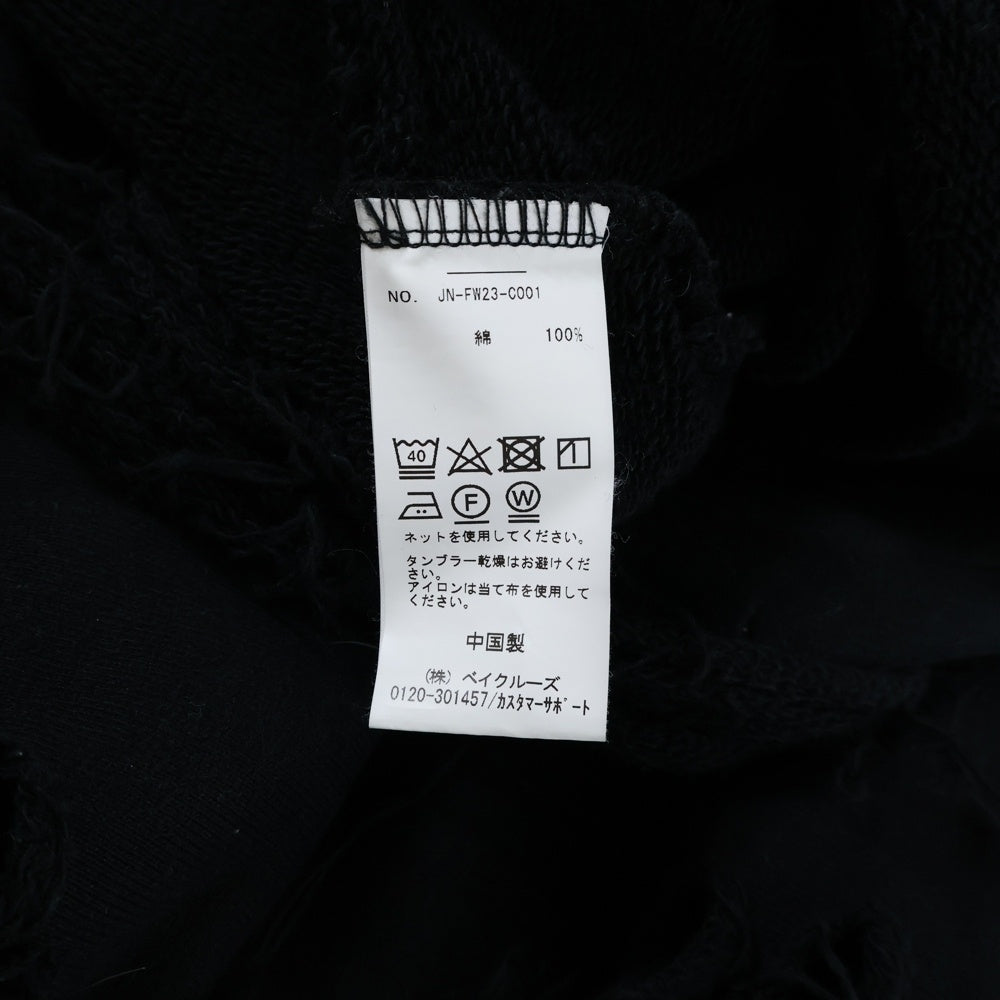 NO. JN-FW23-C001
綿 100%
40
F W
ネットを使用してください。
タンブラー乾燥はお避けくだ
さい。
アイロンは当て布を使用して
ください。
中国製
(株) ベイクルーズ
0120-301457/カスタマーサポート